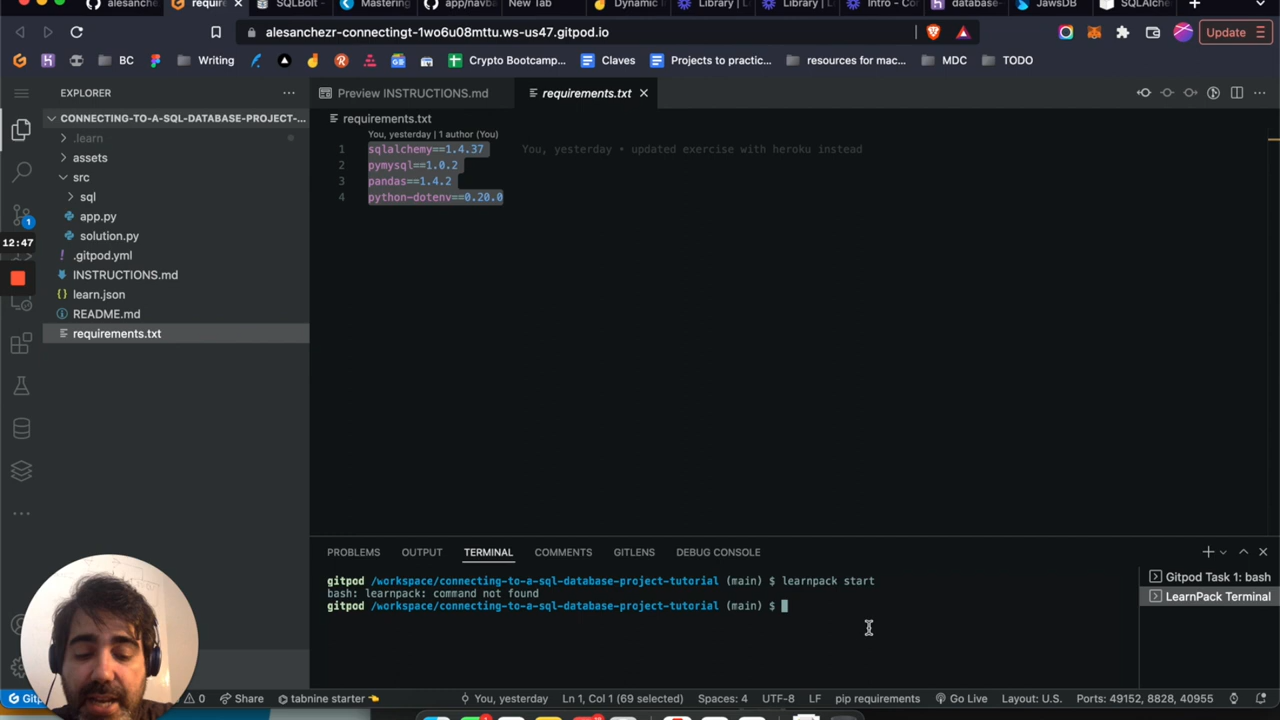 alesanchez
require
SQLBolt -
Mastering
app/navba
New Tab
Dynamic
Library | L
Library | L
Intro - Co
database-
JawsDB
SQLAlche
alesanchezr-connectingt-1wo6u08mttu.ws-us47.gitpod.io
Update
BC
Writing
Crypto Bootcamp...
Claves
Projects to practic...
resources for mac...
MDC
TODO
EXPLORER
Preview INSTRUCTIONS.md
requirements.txt
CONNECTING-TO-A-SQL-DATABASE-PROJECT-...
requirements.txt
You, yesterday | 1 author (You)
.learn
1 sqlalchemy==1.4.37 You, yesterday • updated exercise with heroku instead
assets
2 pymysql==1.0.2
src
3 pandas==1.4.2
sql
4 python-dotenv==0.20.0
app.py
1
solution.py
12:47
.gitpod.yml
INSTRUCTIONS.md
learn.json
README.md
requirements.txt
PROBLEMS OUTPUT TERMINAL COMMENTS GITLENS DEBUG CONSOLE
gitpod /workspace/connecting-to-a-sql-database-project-tutorial (main) $ learnpack start
bash: learnpack: command not found
gitpod /workspace/connecting-to-a-sql-database-project-tutorial (main) $
Gitpod Task 1: bash
LearnPack Terminal
Gitp
0
Share
tabnine starter
You, yesterday
Ln 1, Col 1 (69 selected)
Spaces: 4
UTF-8
LF
pip requirements
Go Live
Layout: U.S.
Ports: 49152, 8828, 40955